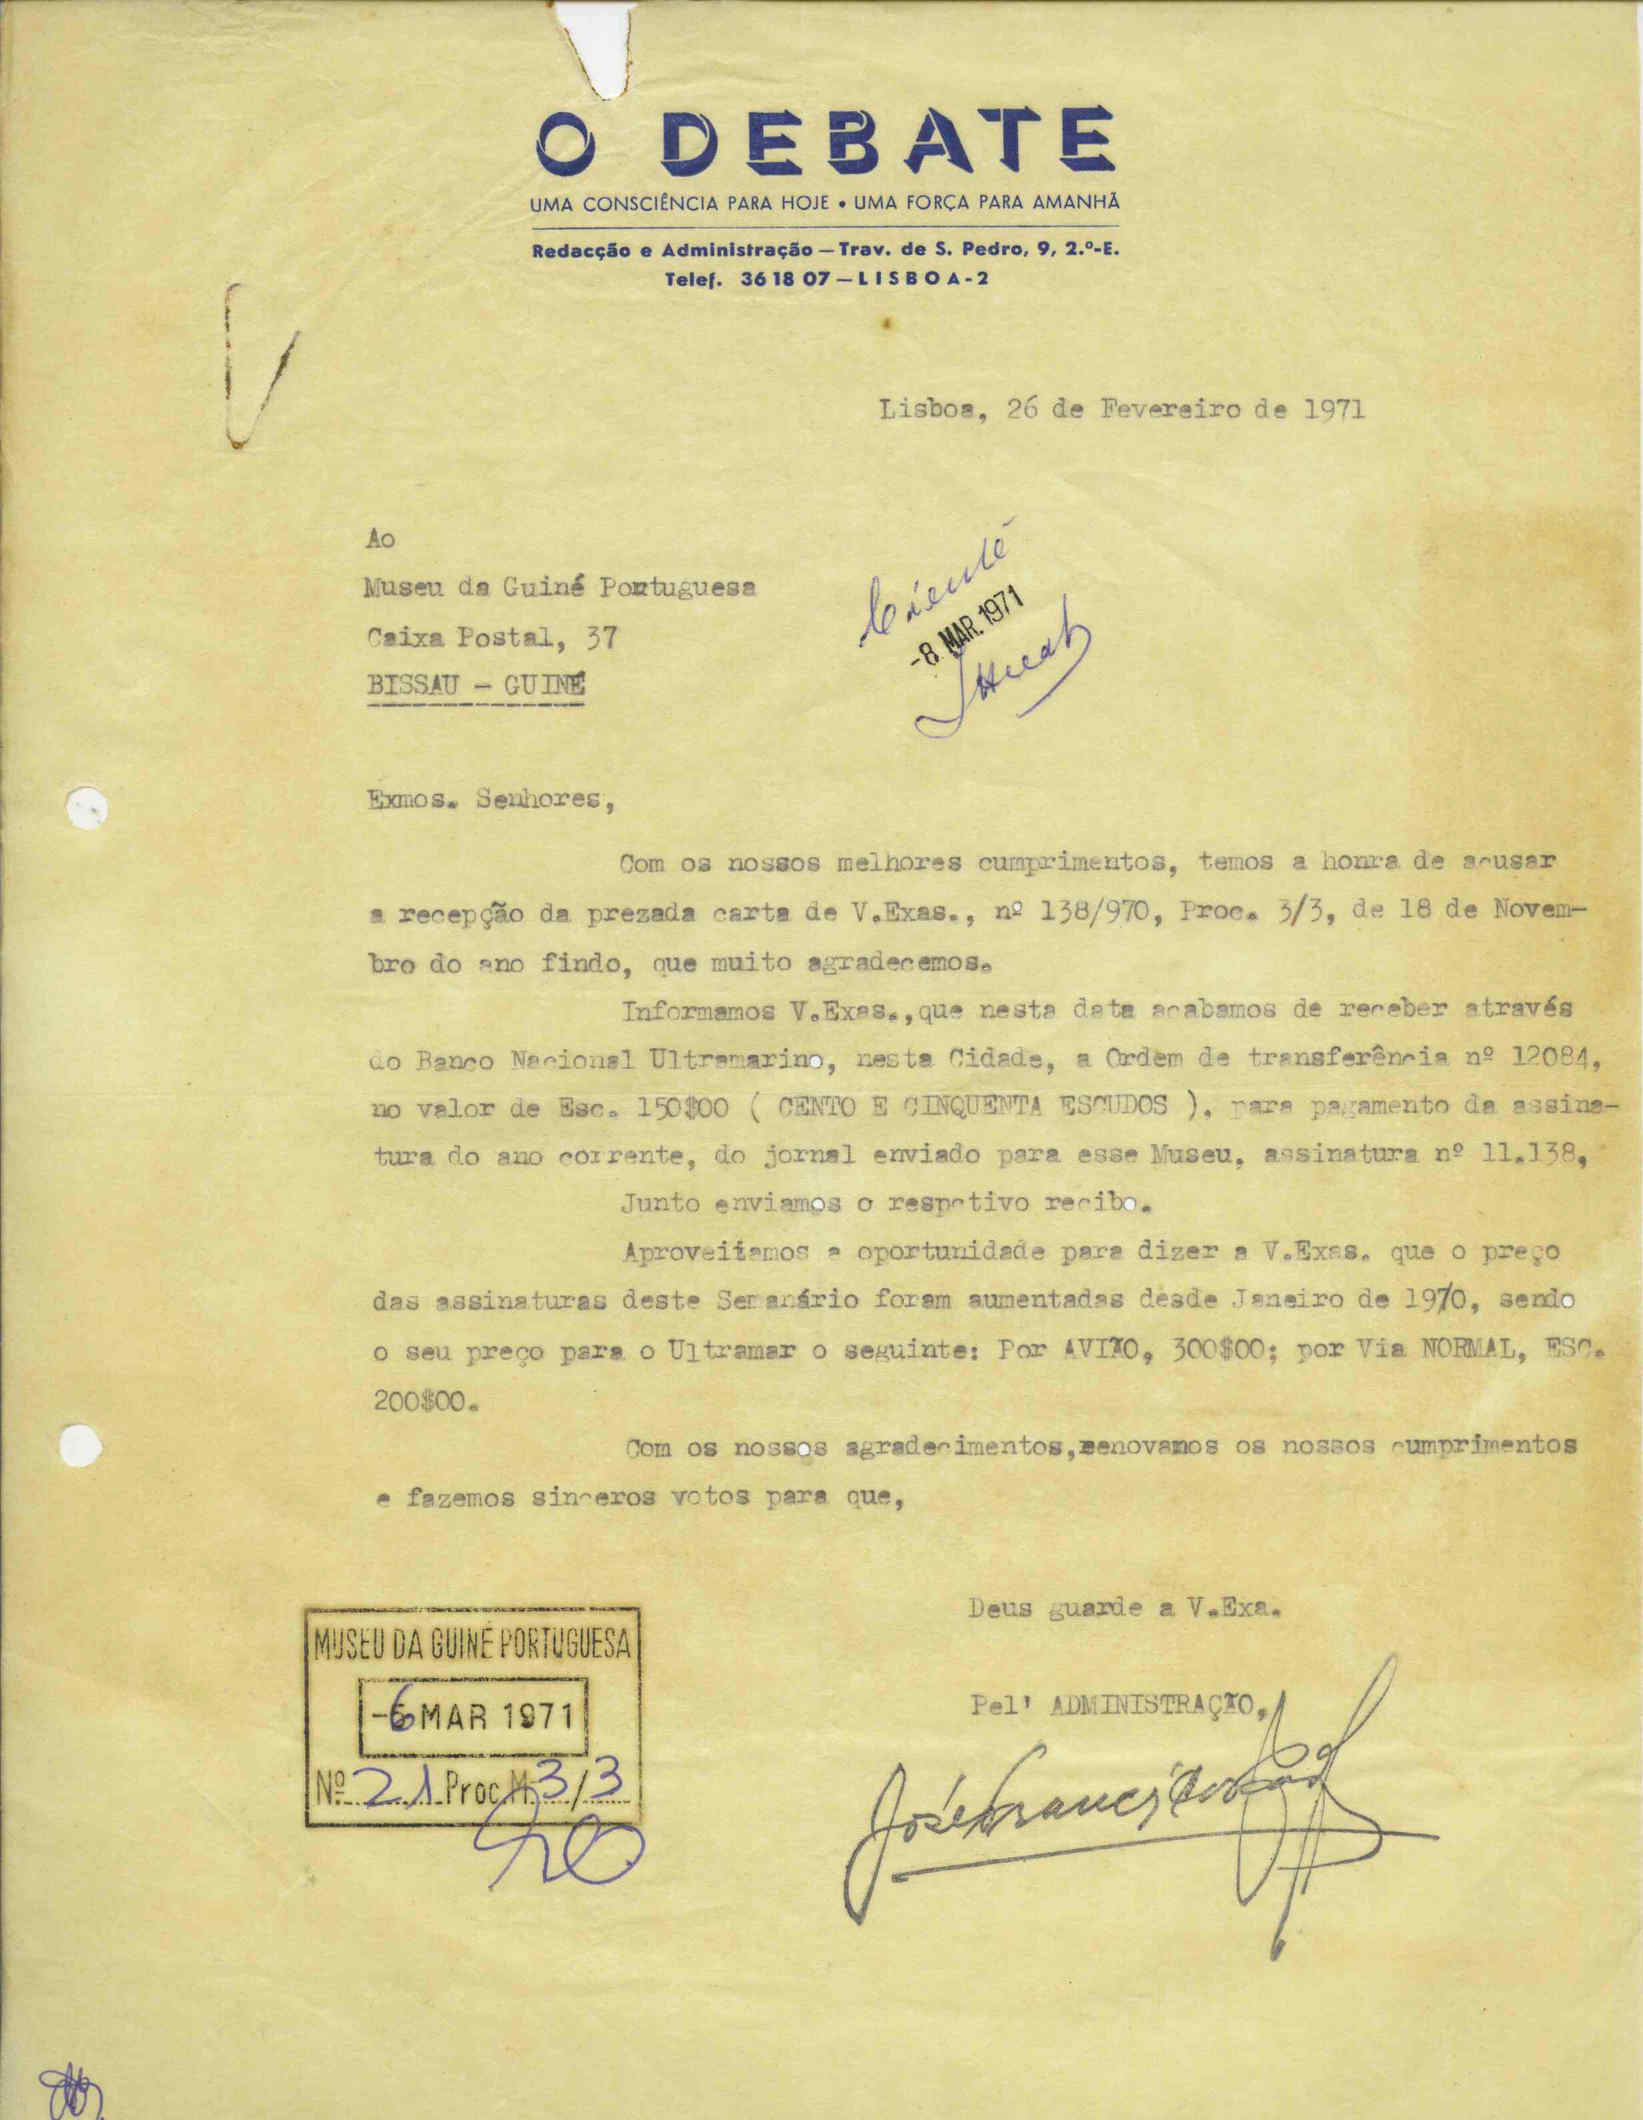 O DEBATE
UMA CONSCIÊNCIA PARA HOJE • UMA FORÇA PARA AMANHÃ
Redacção e Administração — Trav. de S. Pedro, 9, 2.º-E.
Telef. 36 18 07 — LISBOA-2
Lisboa, 26 de Fevereiro de 1971
Ao
Museu da Guiné Portuguesa
Caixa Postal, 37
BISSAU - GUINÉ
Ciente
-8 MAR. 1971
Exmos. Senhores,
Com os nossos melhores cumprimentos, temos a honra de acusar
a recepção da prezada carta de V.Exas., nº 138/970, Proc. 3/3, de 18 de Novem-
bro do ano findo, que muito agradecemos.
Informamos V.Exas.,que nesta data acabamos de receber através
do Banco Nacional Ultramarino, nesta Cidade, a Ordem de transferência nº 12084,
no valor de Esc. 150$00 ( CENTO E CINQUENTA ESCUDOS ), para pagamento da assina-
tura do ano corrente, do jornal enviado para esse Museu, assinatura nº 11.138,
Junto enviamos o respetivo recibo.
Aproveitamos a oportunidade para dizer a V.Exas. que o preço
das assinaturas deste Semanário foram aumentadas desde Janeiro de 1970, sendo
o seu preço para o Ultramar o seguinte: Por AVIÃO, 300$00; por Via NORMAL, ESC.
200$00.
Com os nossos agradecimentos,renovamos os nossos cumprimentos
e fazemos sinceros votos para que,
Deus guarde a V.Exa.
Pel' ADMINISTRAÇÃO,
MUSEU DA GUINÉ PORTUGUESA
-6 MAR 1971
Nº 21 Proc M 3/3
José Francisco